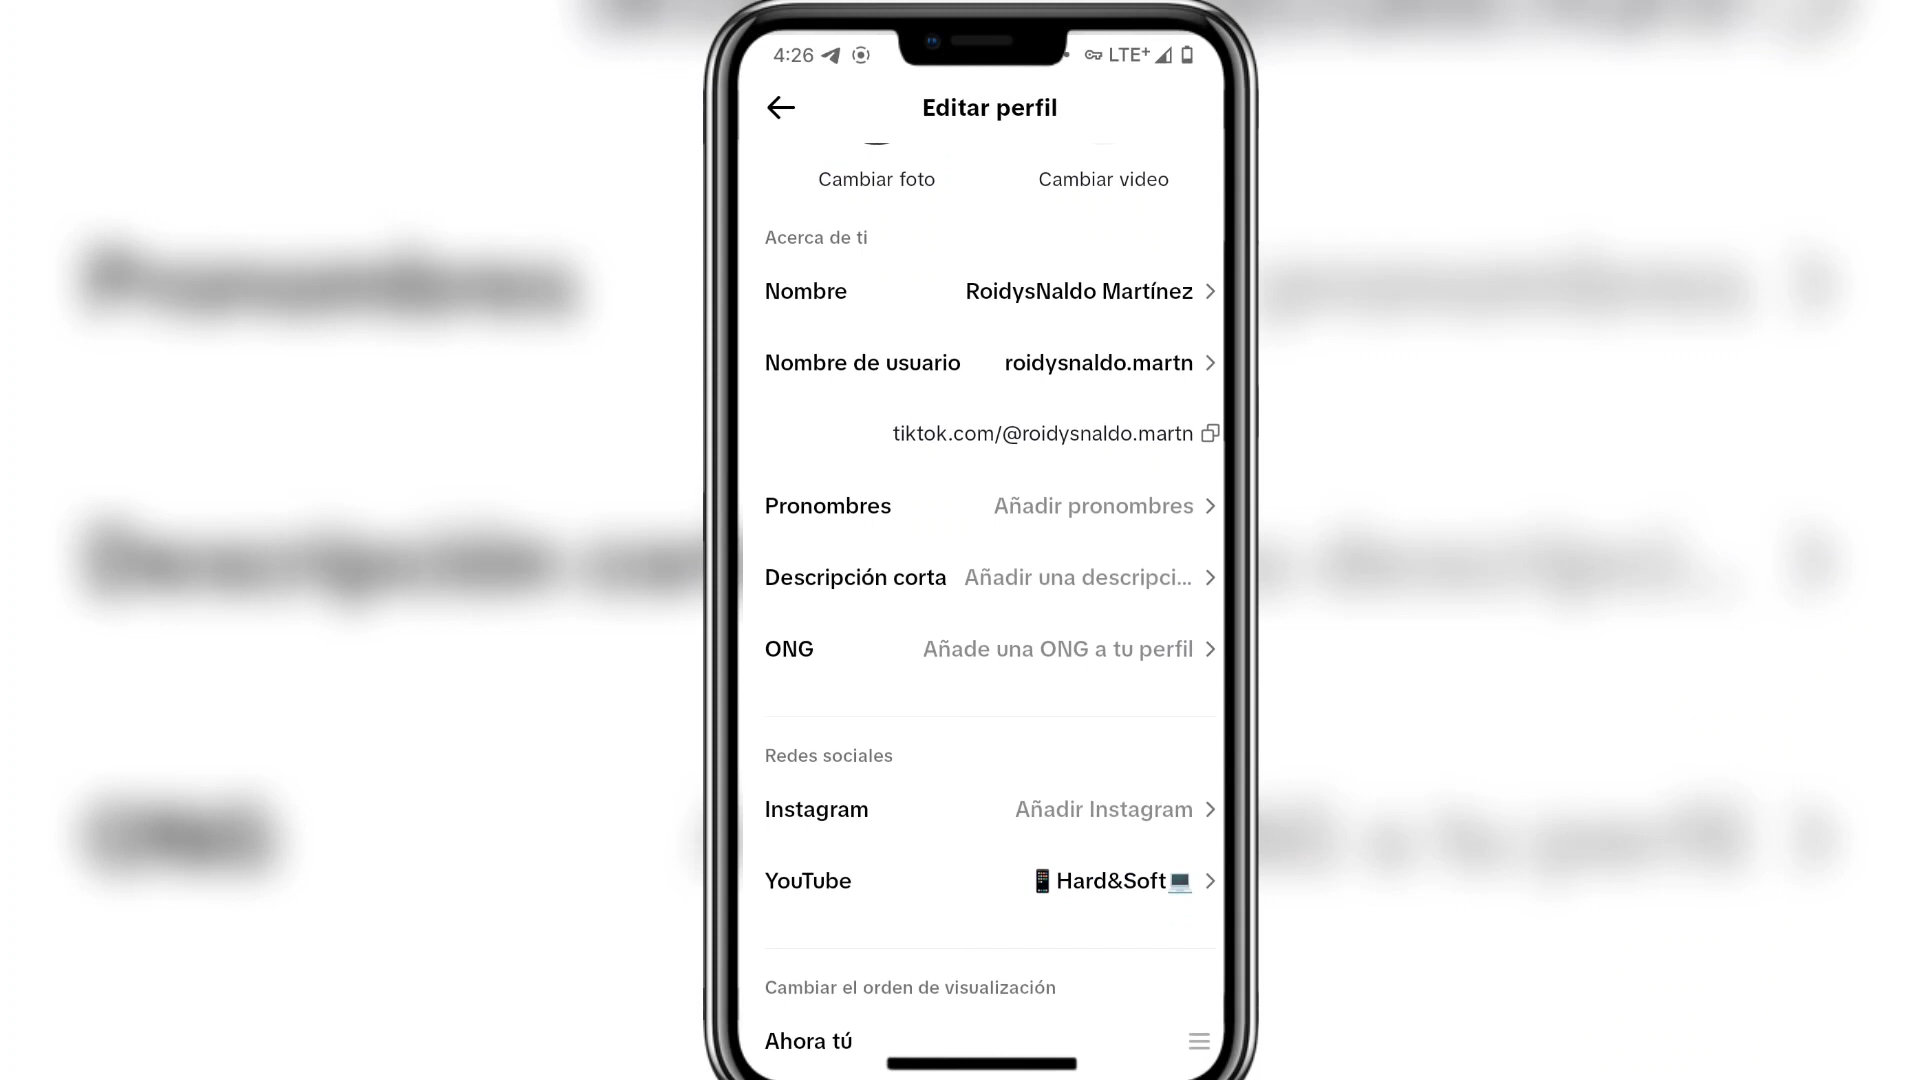 4:26 LTE+
Editar perfil
Cambiar foto Cambiar video
Acerca de ti
Nombre RoidysNaldo Martínez
Nombre de usuario roidysnaldo.martn
tiktok.com/@roidysnaldo.martn
Pronombres Añadir pronombres
Descripción corta Añadir una descripci...
ONG Añade una ONG a tu perfil
Redes sociales
Instagram Añadir Instagram
YouTube 📱Hard&Soft💻
Cambiar el orden de visualización
Ahora tú